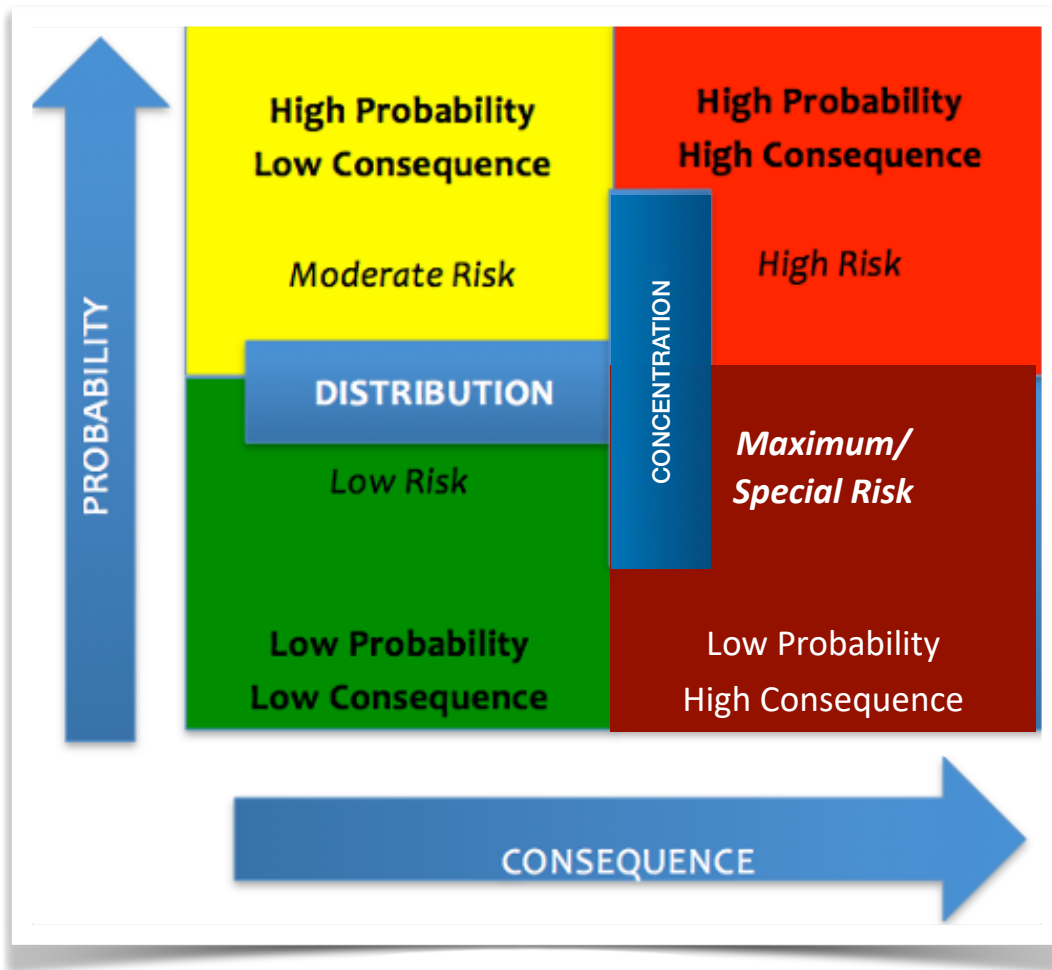 High Probability
Low Consequence
Moderate Risk
High Probability
High Consequence
High Risk
PROBABILITY
DISTRIBUTION
CONCENTRATION
Low Risk
Low Probability
Low Consequence
Maximum/
Special Risk
Low Probability
High Consequence
CONSEQUENCE